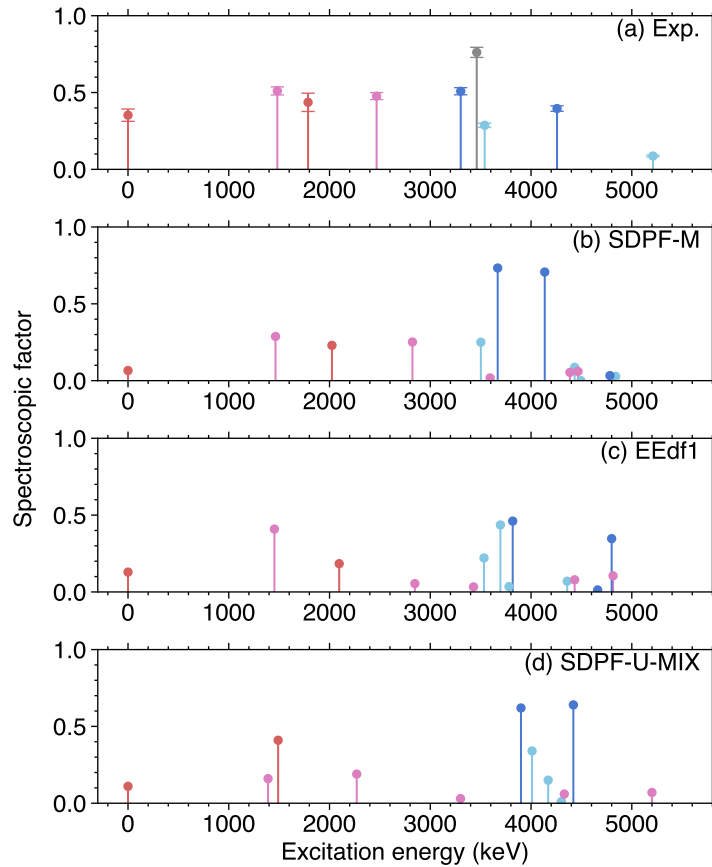 (a) Exp.
1.0
0.5
0.0
0 1000 2000 3000 4000 5000
(b) SDPF-M
1.0
0.5
0.0
0 1000 2000 3000 4000 5000
Spectroscopic factor
(c) EEdf1
1.0
0.5
0.0
0 1000 2000 3000 4000 5000
(d) SDPF-U-MIX
1.0
0.5
0.0
0 1000 2000 3000 4000 5000
Excitation energy (keV)